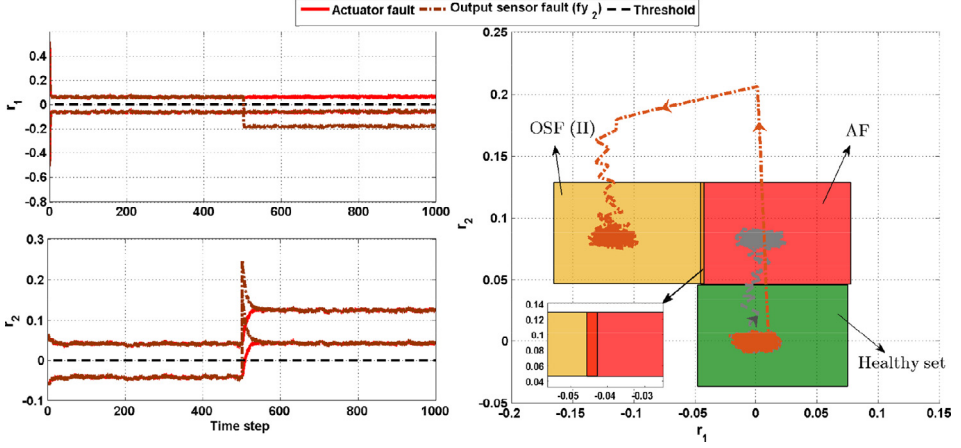 Actuator fault Output sensor fault (fy 2) Threshold
0.4
0.2
0
-0.2
-0.4
-0.6
-0.8
r1
0 200 400 600 800 1000
0.3
0.2
0.1
0
-0.1
r2
0 200 400 600 800 1000
Time step
0.25
0.2
0.15
0.1
0.05
0
-0.05
r2
OSF (II)
AF
Healthy set
0.14
0.12
0.1
0.08
0.06
0.04
-0.05 -0.04 -0.03
-0.2 -0.15 -0.1 -0.05 0 0.05 0.1 0.15
r1